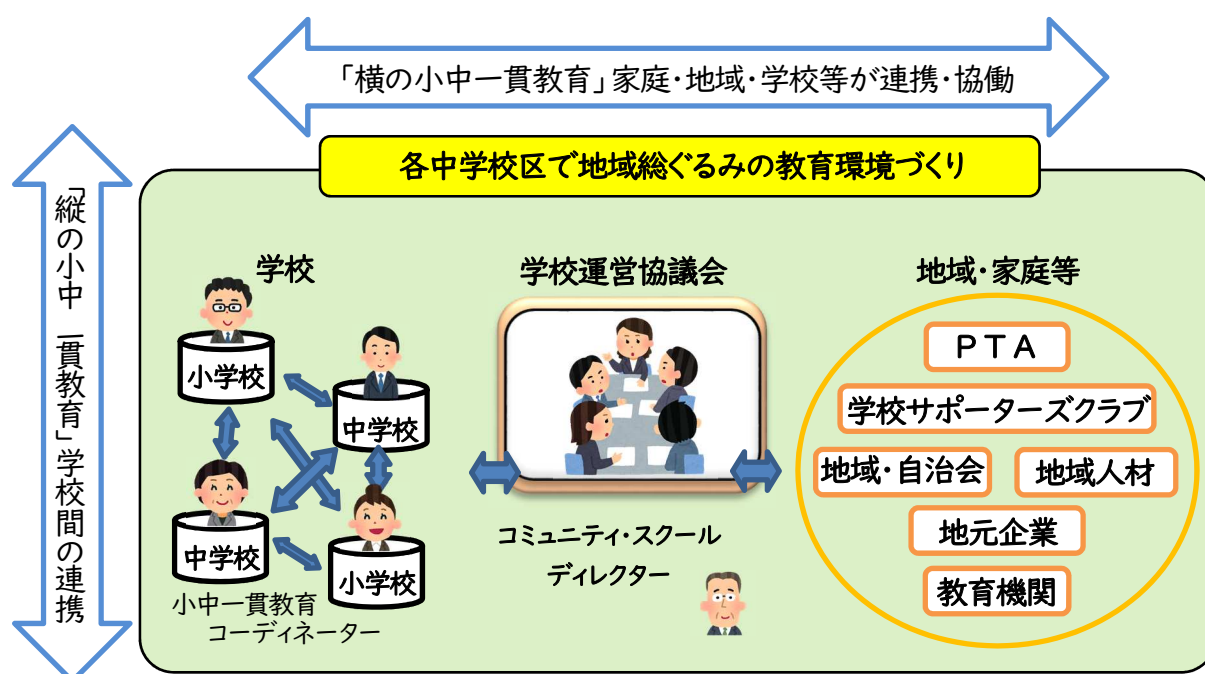 「横の小中一貫教育」家庭・地域・学校等が連携・協働
各中学校区で地域総ぐるみの教育環境づくり
「縦の小中一貫教育」学校間の連携
学校
小学校
中学校
中学校
小学校
小中一貫教育
コーディネーター
学校運営協議会
コミュニティ・スクール
ディレクター
地域・家庭等
PTA
学校サポーターズクラブ
地域・自治会
地域人材
地元企業
教育機関